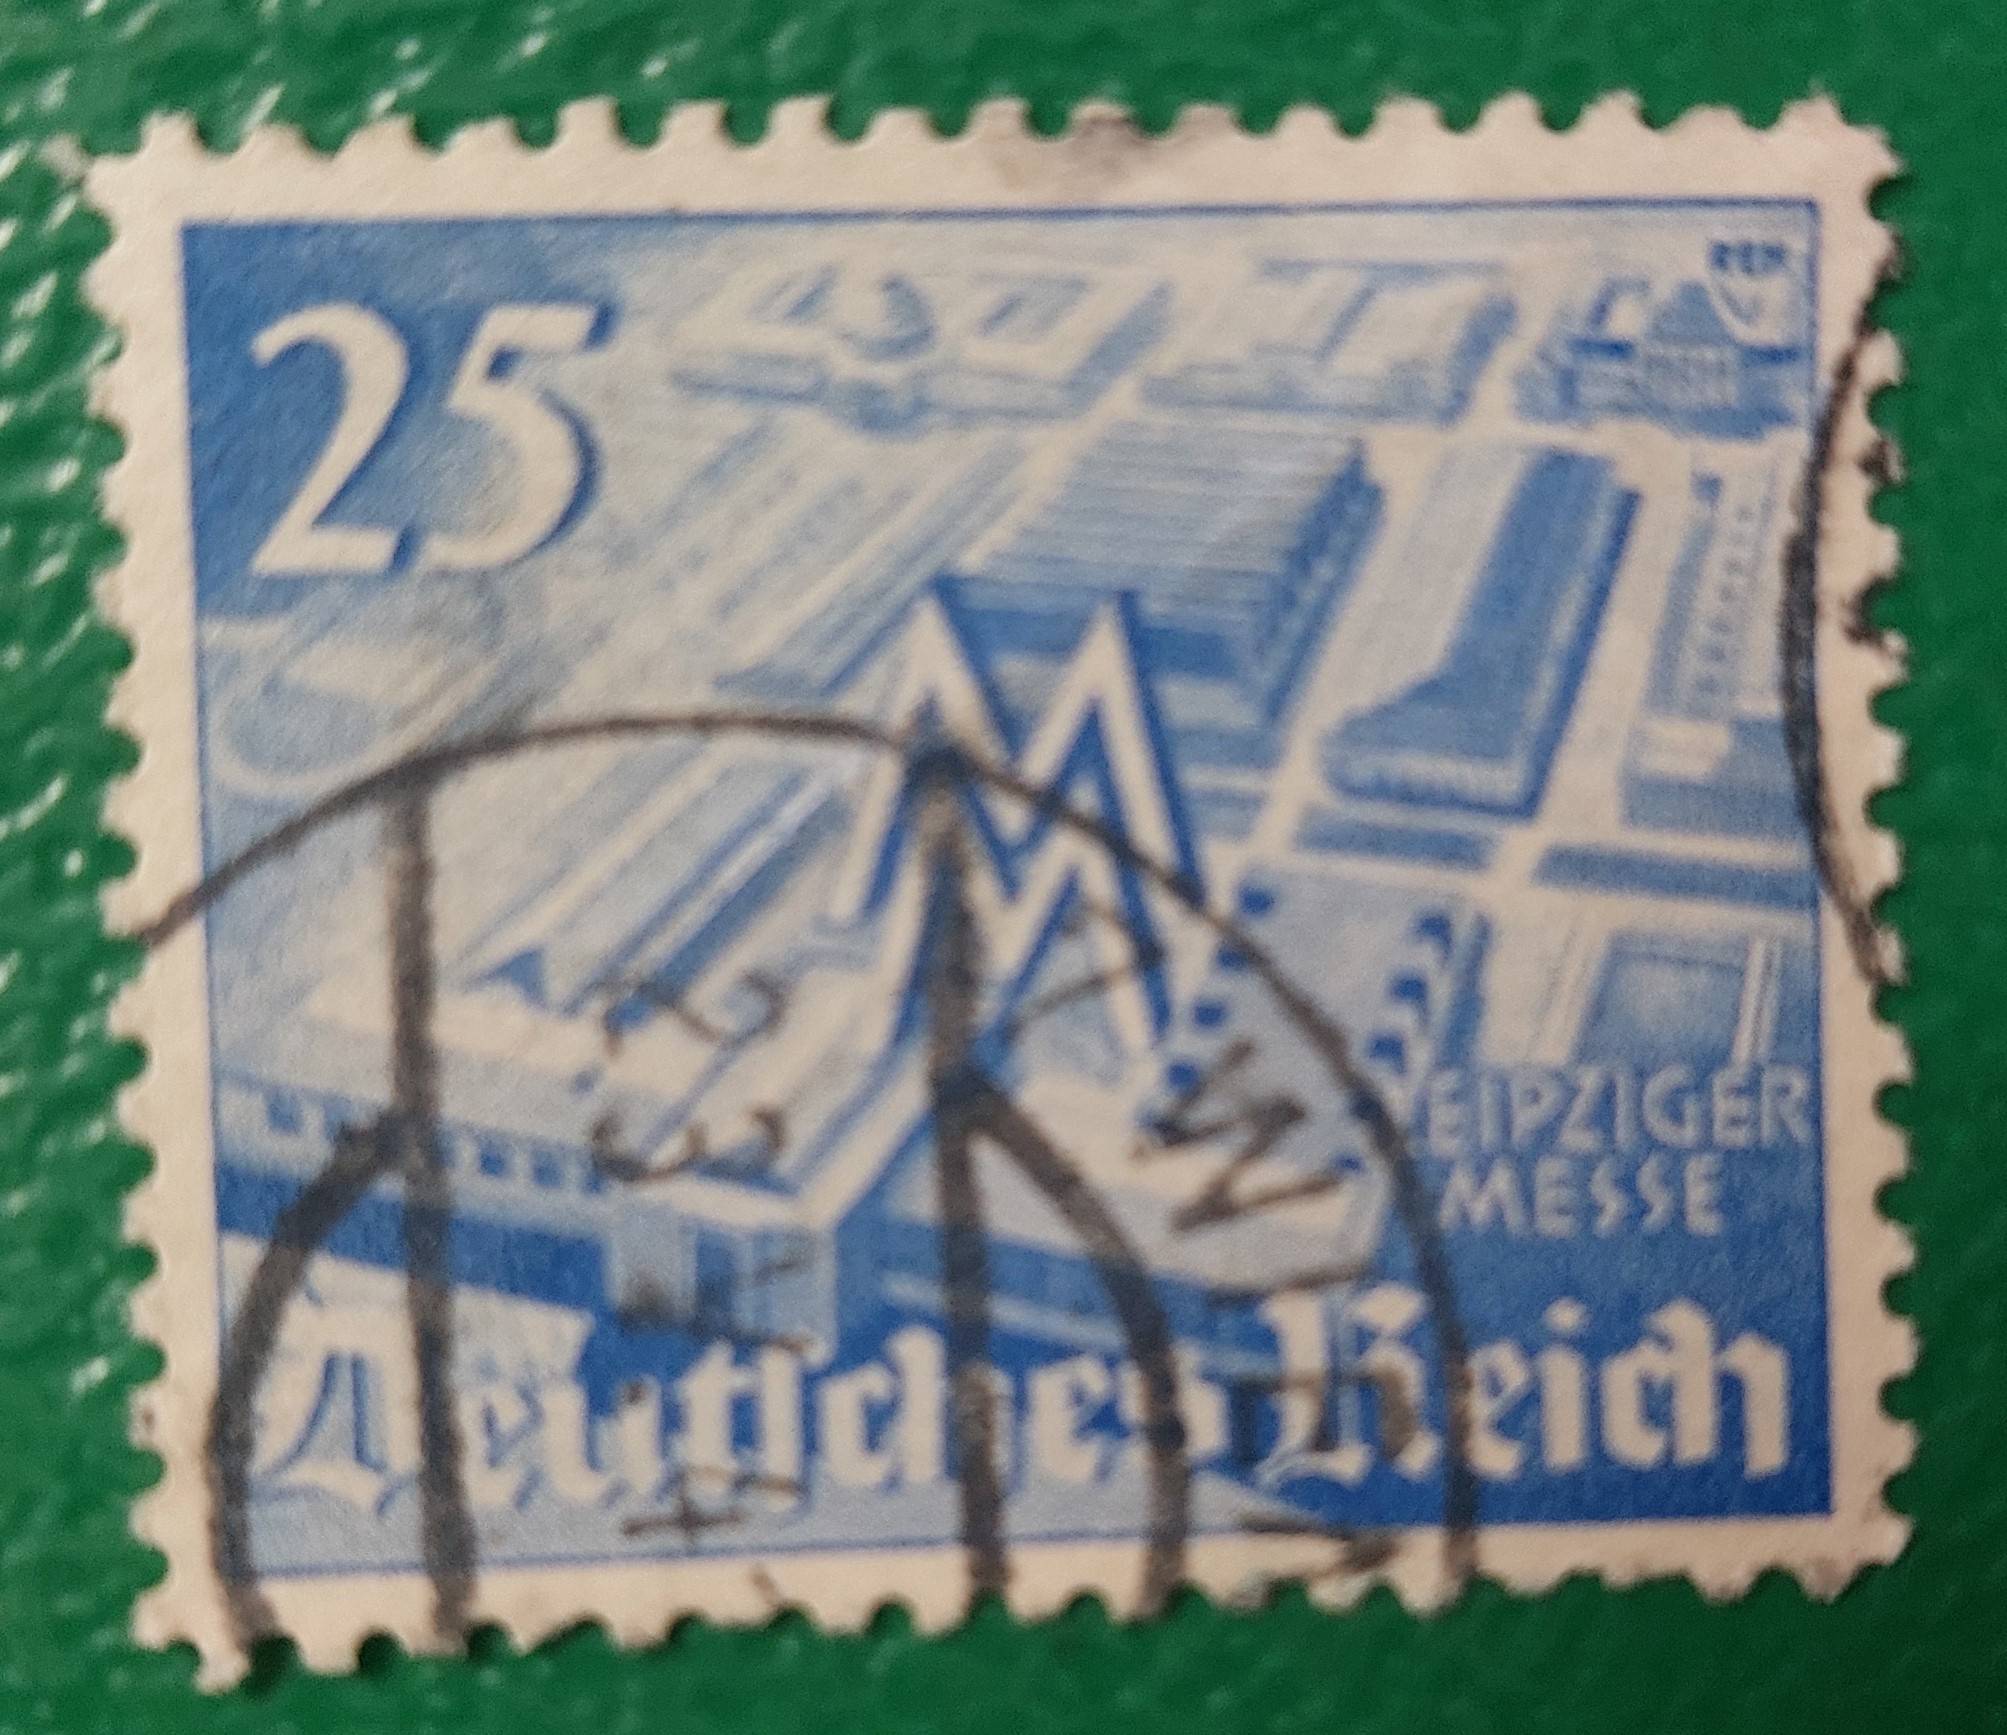 25
M
LEIPZIGER
MESSE
Deutsches Reich